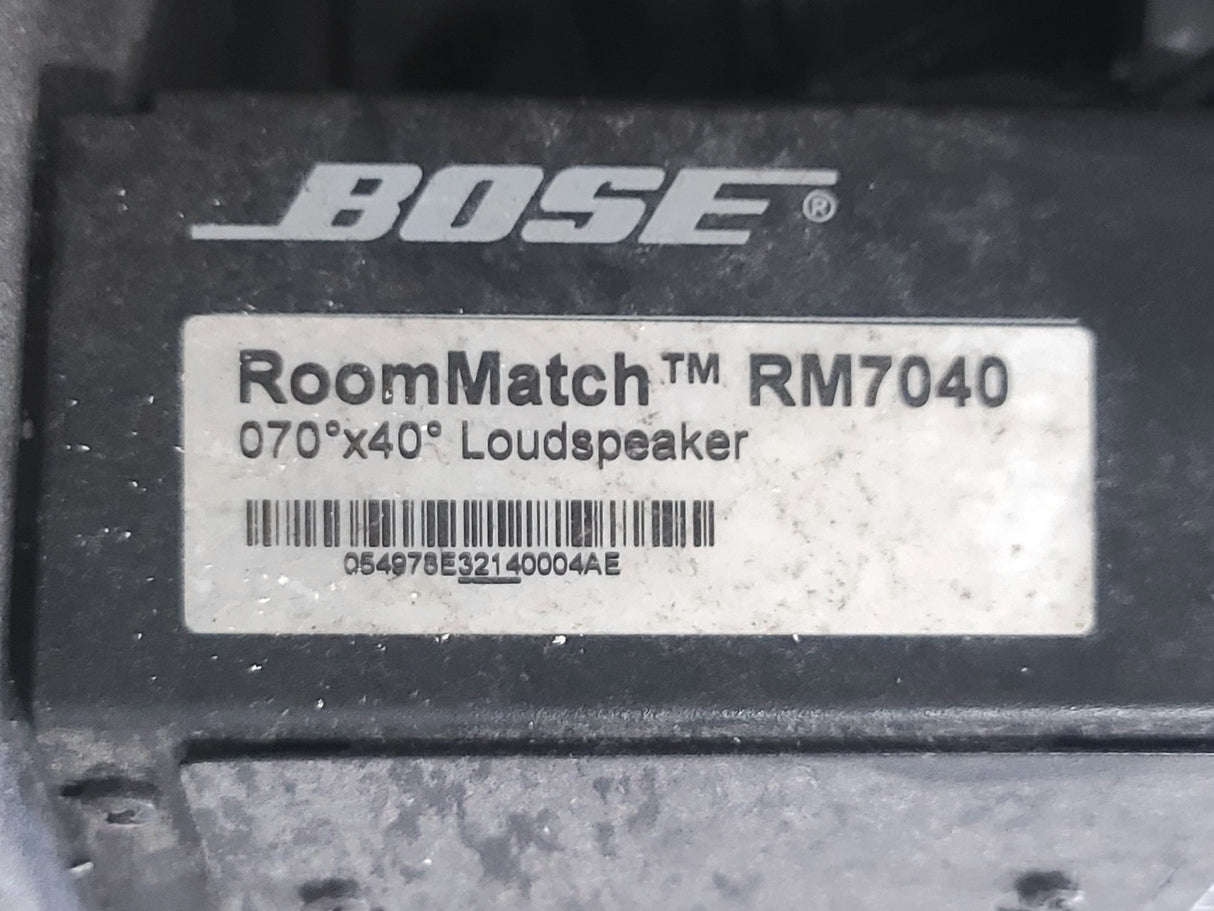 BOSE®
RoomMatch™ RM7040
070°x40° Loudspeaker
054978E32140004AE